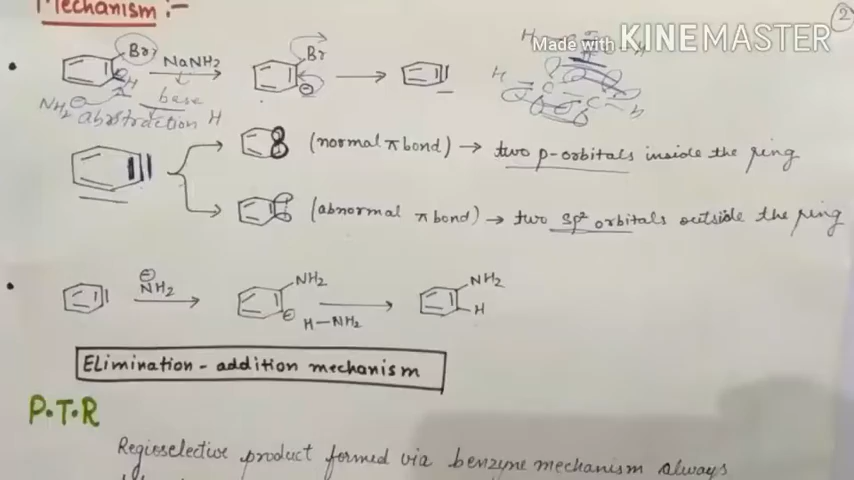 Mechanism :-
2
Made with KINEMASTER
Br
NaNH2
Br
H
H
base
NH2
abstraction H
H
H
(normal π bond) → two p-orbitals inside the ring
(abnormal π bond) → two sp² orbitals outside the ring
NH2
NH2
NH2
H-NH2
H
Elimination - addition mechanism
P.T.R
Regioselective product formed via benzyne mechanism always